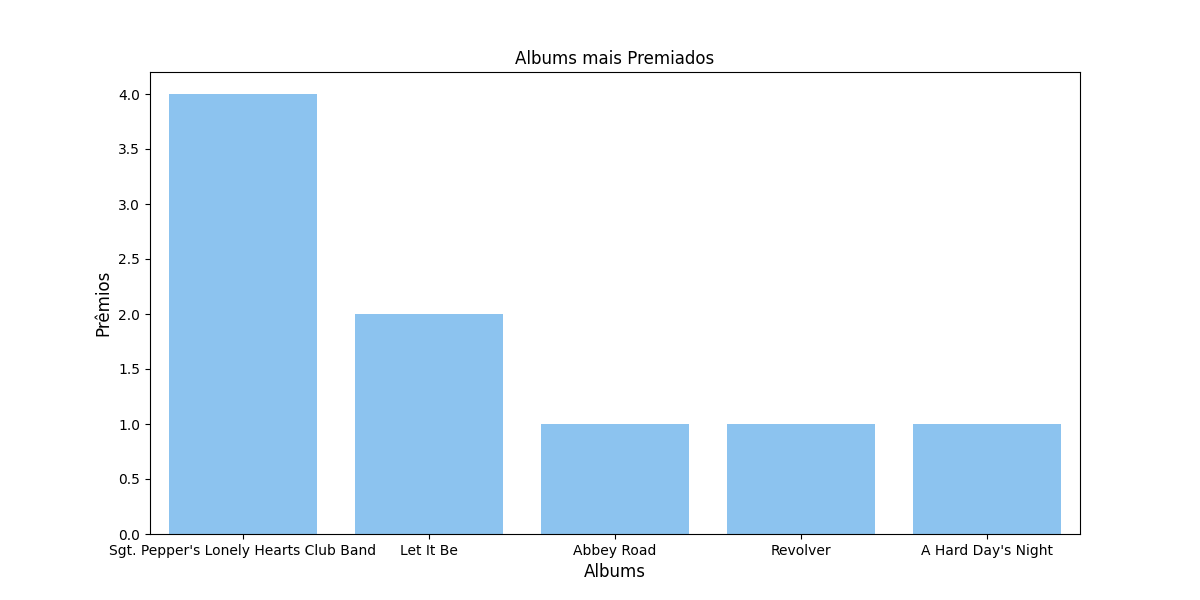 Albums mais Premiados
4.0
3.5
3.0
2.5
2.0
1.5
1.0
0.5
0.0
Prêmios
Sgt. Pepper's Lonely Hearts Club Band Let It Be Abbey Road Revolver A Hard Day's Night
Albums